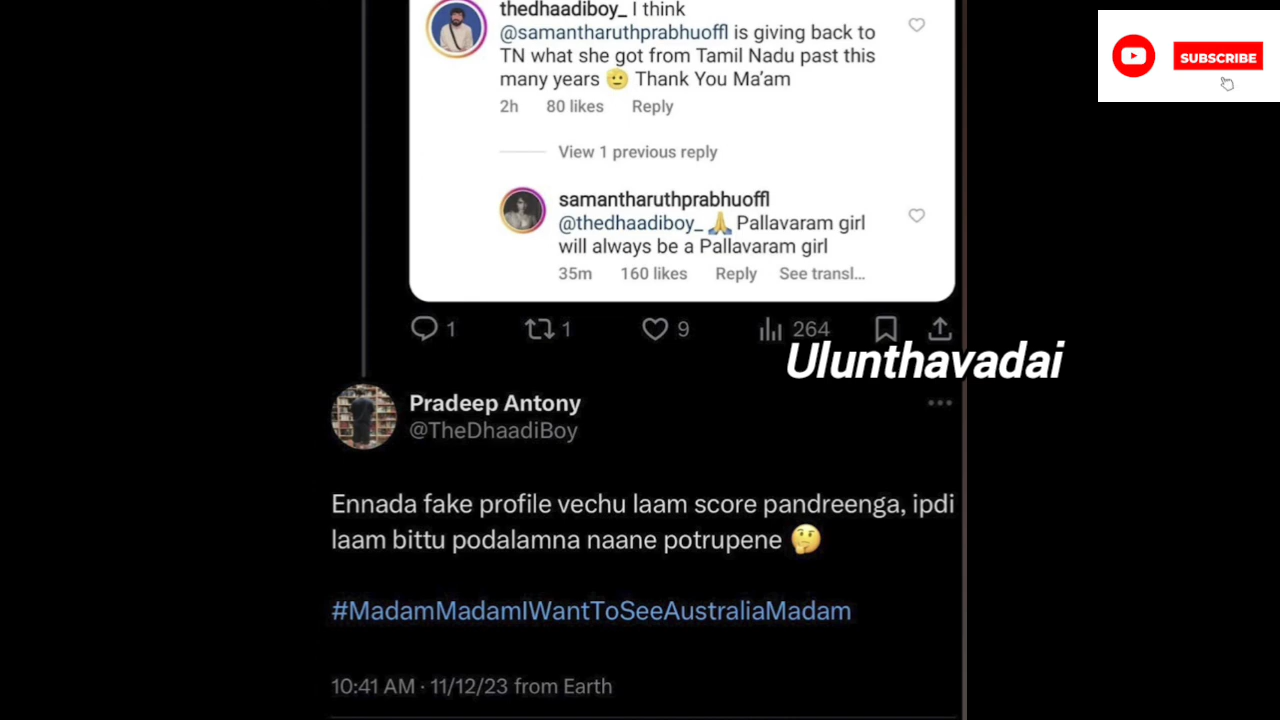 thedhaadiboy_ I think
@samantharuthprabhuoffl is giving back to
TN what she got from Tamil Nadu past this
many years 🫡 Thank You Ma'am
2h 80 likes Reply
View 1 previous reply
samantharuthprabhuoffl
@thedhaadiboy_ 🙏 Pallavaram girl
will always be a Pallavaram girl
35m 160 likes Reply See transl...
1 1 9 264
SUBSCRIBE
Ulunthavadai
Pradeep Antony
@TheDhaadiBoy
Ennada fake profile vechu laam score pandreenga, ipdi
laam bittu podalamna naane potrupene 🤔
#MadamMadamIWantToSeeAustraliaMadam
10:41 AM · 11/12/23 from Earth